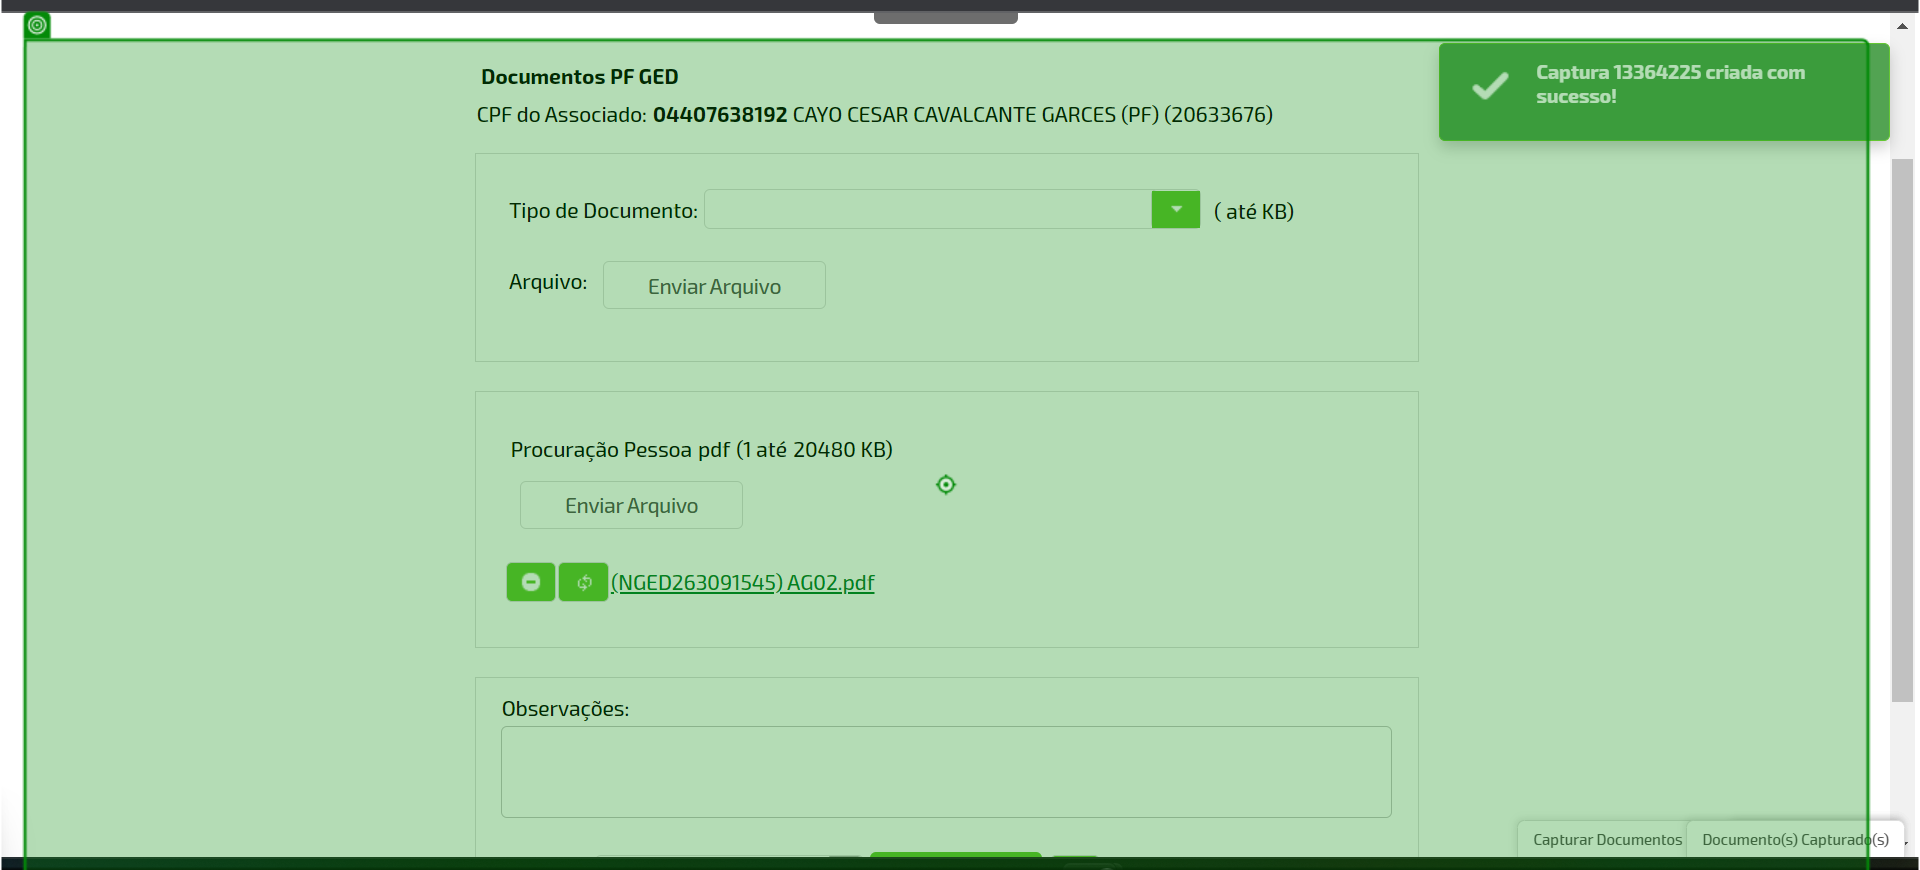 Documentos PF GED
CPF do Associado: 04407638192 CAYO CESAR CAVALCANTE GARCES (PF) (20633676)
Captura 13364225 criada com
sucesso!
Tipo de Documento: ( até KB)
Arquivo: Enviar Arquivo
Procuração Pessoa pdf (1 até 20480 KB)
Enviar Arquivo
(NGED263091545) AG02.pdf
Observações:
Capturar Documentos Documento(s) Capturado(s)